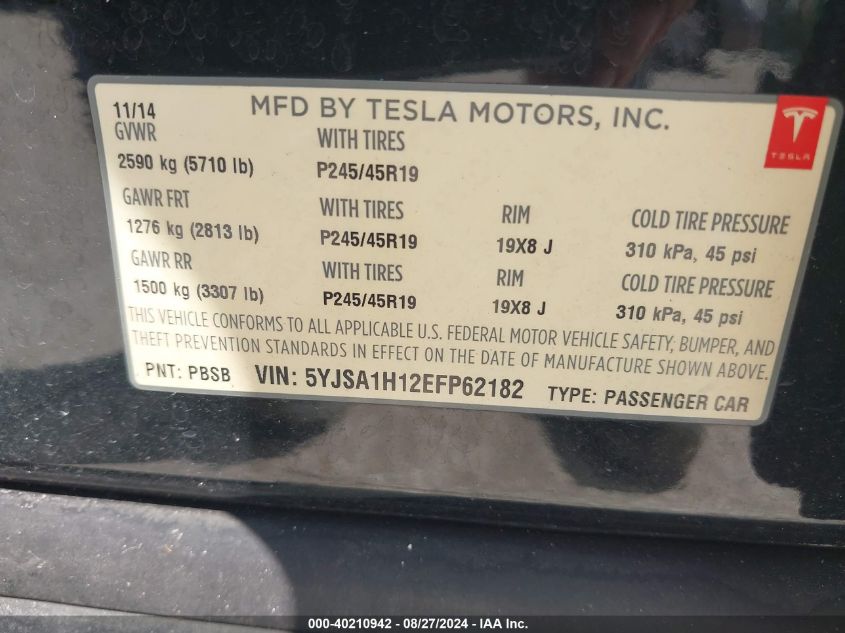 11/14 MFD BY TESLA MOTORS, INC.
TESLA
GVWR WITH TIRES
2590 kg (5710 lb) P245/45R19
GAWR FRT WITH TIRES RIM COLD TIRE PRESSURE
1276 kg (2813 lb) P245/45R19 19X8 J 310 kPa, 45 psi
GAWR RR WITH TIRES RIM COLD TIRE PRESSURE
1500 kg (3307 lb) P245/45R19 19X8 J 310 kPa, 45 psi
THIS VEHICLE CONFORMS TO ALL APPLICABLE U.S. FEDERAL MOTOR VEHICLE SAFETY, BUMPER, AND
THEFT PREVENTION STANDARDS IN EFFECT ON THE DATE OF MANUFACTURE SHOWN ABOVE.
PNT: PBSB VIN: 5YJSA1H12EFP62182 TYPE: PASSENGER CAR
000-40210942 - 08/27/2024 - IAA Inc.